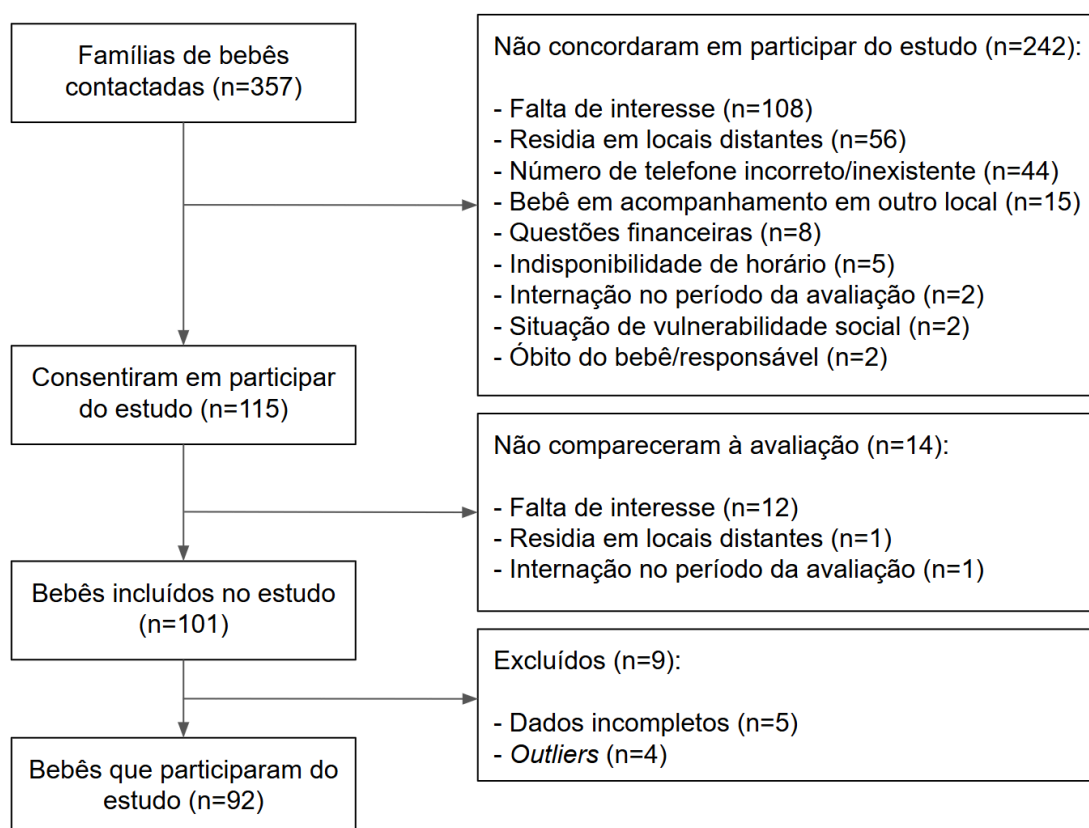 Famílias de bebês
contactadas (n=357)
Não concordaram em participar do estudo (n=242):
- Falta de interesse (n=108)
- Residia em locais distantes (n=56)
- Número de telefone incorreto/inexistente (n=44)
- Bebê em acompanhamento em outro local (n=15)
- Questões financeiras (n=8)
- Indisponibilidade de horário (n=5)
- Internação no período da avaliação (n=2)
- Situação de vulnerabilidade social (n=2)
- Óbito do bebê/responsável (n=2)
Consentiram em participar
do estudo (n=115)
Não compareceram à avaliação (n=14):
- Falta de interesse (n=12)
- Residia em locais distantes (n=1)
- Internação no período da avaliação (n=1)
Bebês incluídos no estudo
(n=101)
Excluídos (n=9):
- Dados incompletos (n=5)
- Outliers (n=4)
Bebês que participaram do
estudo (n=92)